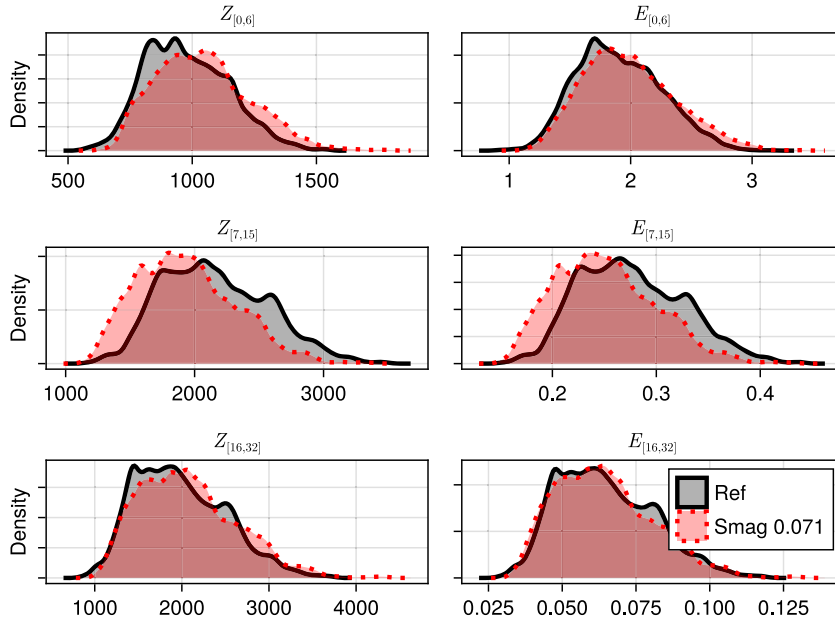 Z[0,6]
E[0,6]
Density
500 1000 1500
1 2 3
Z[7,15]
E[7,15]
Density
1000 2000 3000
0.2 0.3 0.4
Z[16,32]
E[16,32]
Density
Ref
Smag 0.071
1000 2000 3000 4000
0.025 0.050 0.075 0.100 0.125